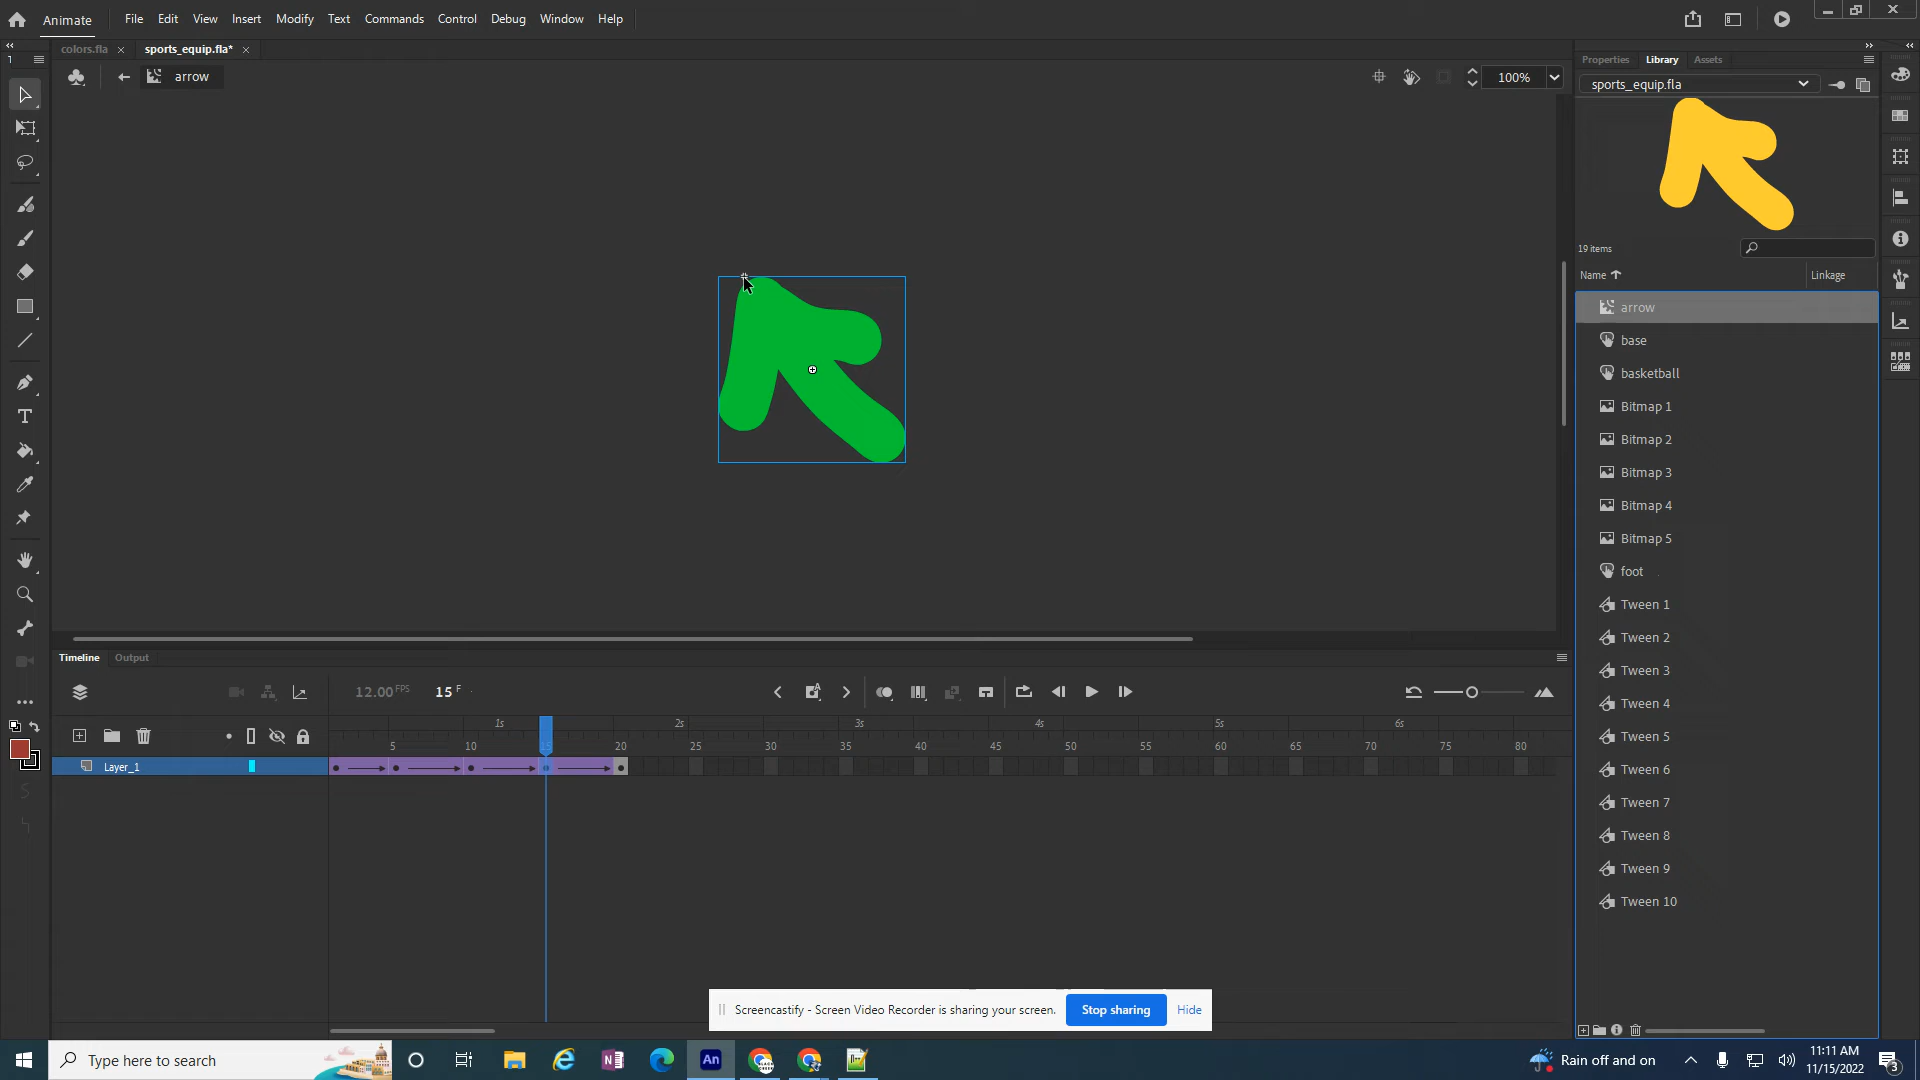 Animate File Edit View Insert Modify Text Commands Control Debug Window Help
colors.fla sports_equip.fla*
1
arrow
100%
Properties Library Assets
sports_equip.fla
19 items
Name Linkage
arrow
base
basketball
Bitmap 1
Bitmap 2
Bitmap 3
Bitmap 4
Bitmap 5
foot
Tween 1
Tween 2
Tween 3
Tween 4
Tween 5
Tween 6
Tween 7
Tween 8
Tween 9
Tween 10
Timeline Output
12.00 FPS 15 F
1s 2s 3s 4s 5s 6s
5 10 15 20 25 30 35 40 45 50 55 60 65 70 75 80
Layer_1
Screencastify - Screen Video Recorder is sharing your screen. Stop sharing Hide
Type here to search
An
Rain off and on
11:11 AM
11/15/2022
3